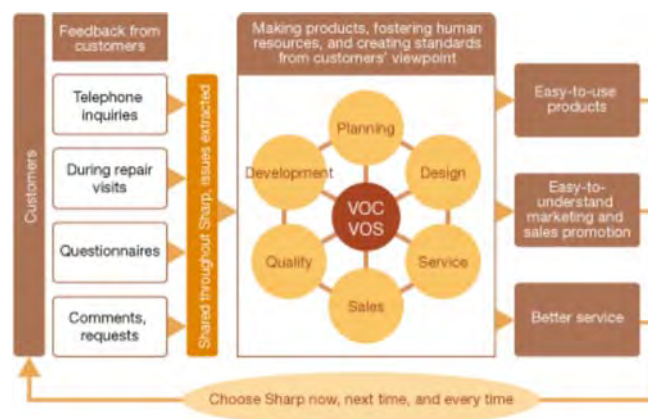 Customers
Feedback from
customers
Telephone
inquiries
During repair
visits
Questionnaires
Comments,
requests
Shared throughout Sharp, issues extracted
Making products, fostering human
resources, and creating standards
from customers' viewpoint
Planning
Development
Design
VOC
VOS
Quality
Service
Sales
Easy-to-use
products
Easy-to-
understand
marketing and
sales promotion
Better service
Choose Sharp now, next time, and every time